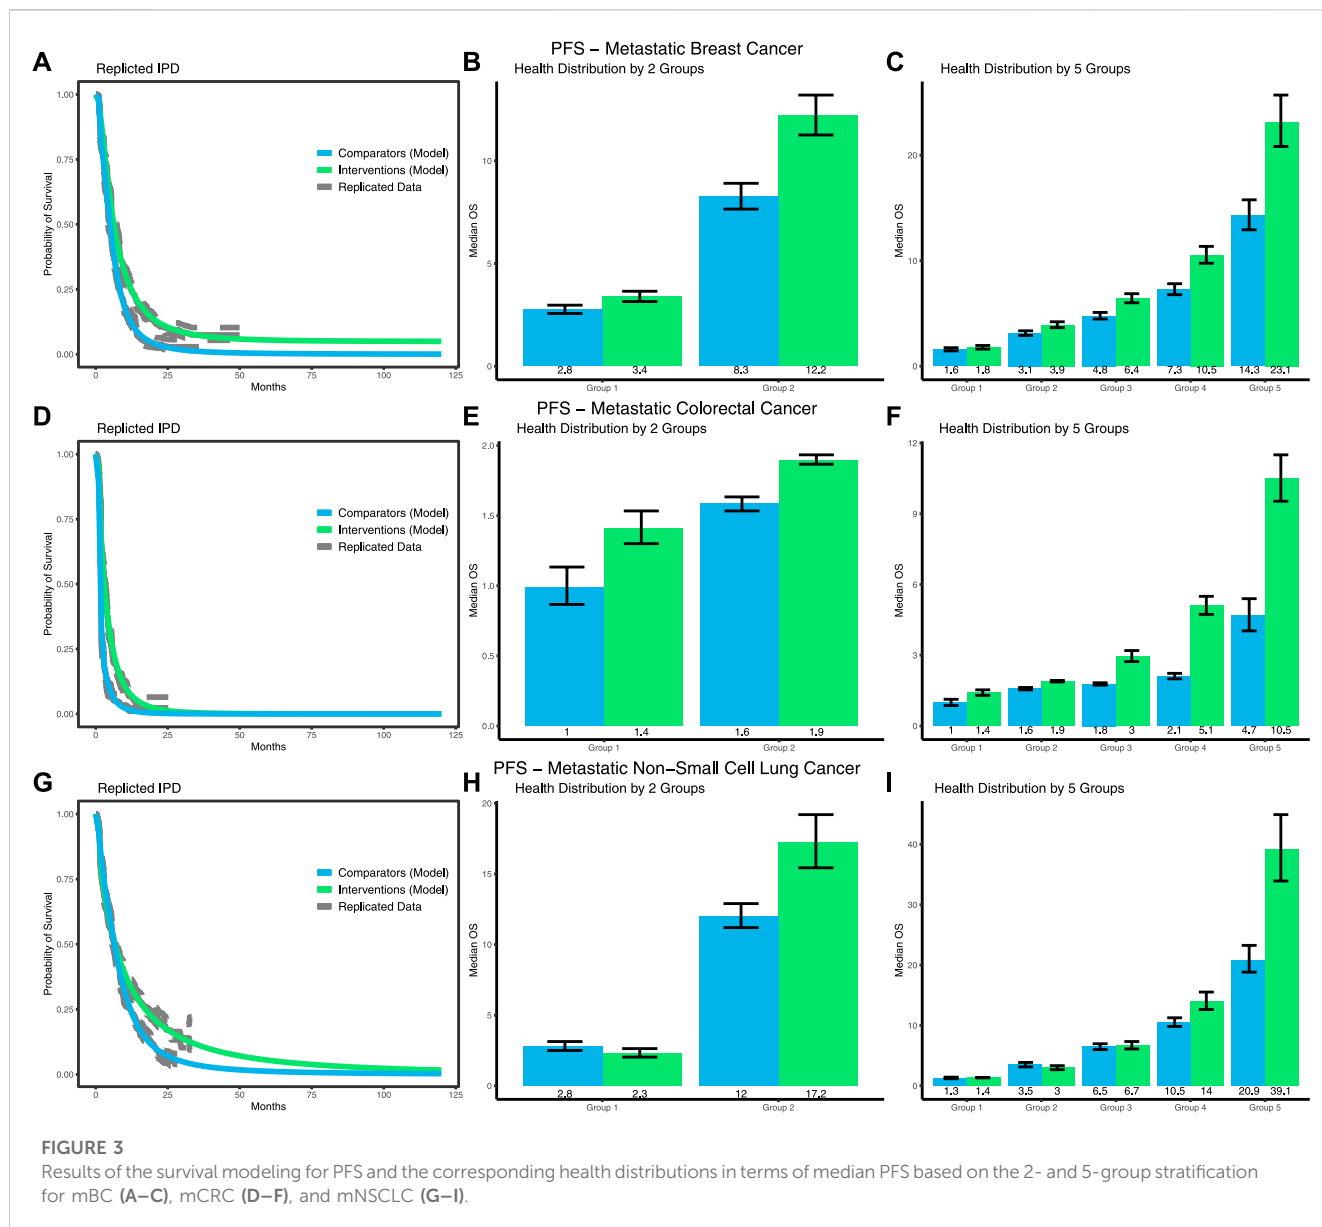 PFS – Metastatic Breast Cancer
A
Replicted IPD
1.00
0.75
0.50
0.25
0.00
Probability of Survival
Comparators (Model)
Interventions (Model)
Replicated Data
0 25 50 75 100 125
Months
B
Health Distribution by 2 Groups
Median OS
10
5
0
2.8 3.4 8.3 12.2
Group 1 Group 2
C
Health Distribution by 5 Groups
Median OS
20
10
0
1.6 1.8 3.1 3.9 4.8 6.4 7.3 10.5 14.3 23.1
Group 1 Group 2 Group 3 Group 4 Group 5
PFS – Metastatic Colorectal Cancer
D
Replicted IPD
1.00
0.75
0.50
0.25
0.00
Probability of Survival
Comparators (Model)
Interventions (Model)
Replicated Data
0 25 50 75 100 125
Months
E
Health Distribution by 2 Groups
Median OS
2.0
1.5
1.0
0.5
0.0
1 1.4 1.6 1.9
Group 1 Group 2
F
Health Distribution by 5 Groups
Median OS
12
9
6
3
0
1 1.4 1.6 1.9 1.8 3 2.1 5.1 4.7 10.5
Group 1 Group 2 Group 3 Group 4 Group 5
PFS – Metastatic Non–Small Cell Lung Cancer
G
Replicted IPD
1.00
0.75
0.50
0.25
0.00
Probability of Survival
Comparators (Model)
Interventions (Model)
Replicated Data
0 25 50 75 100 125
Months
H
Health Distribution by 2 Groups
Median OS
20
15
10
5
0
2.8 2.3 12 17.2
Group 1 Group 2
I
Health Distribution by 5 Groups
Median OS
40
30
20
10
0
1.3 1.4 3.5 3 6.5 6.7 10.5 14 20.9 39.1
Group 1 Group 2 Group 3 Group 4 Group 5
FIGURE 3
Results of the survival modeling for PFS and the corresponding health distributions in terms of median PFS based on the 2- and 5-group stratification
for mBC (A–C), mCRC (D–F), and mNSCLC (G–I).